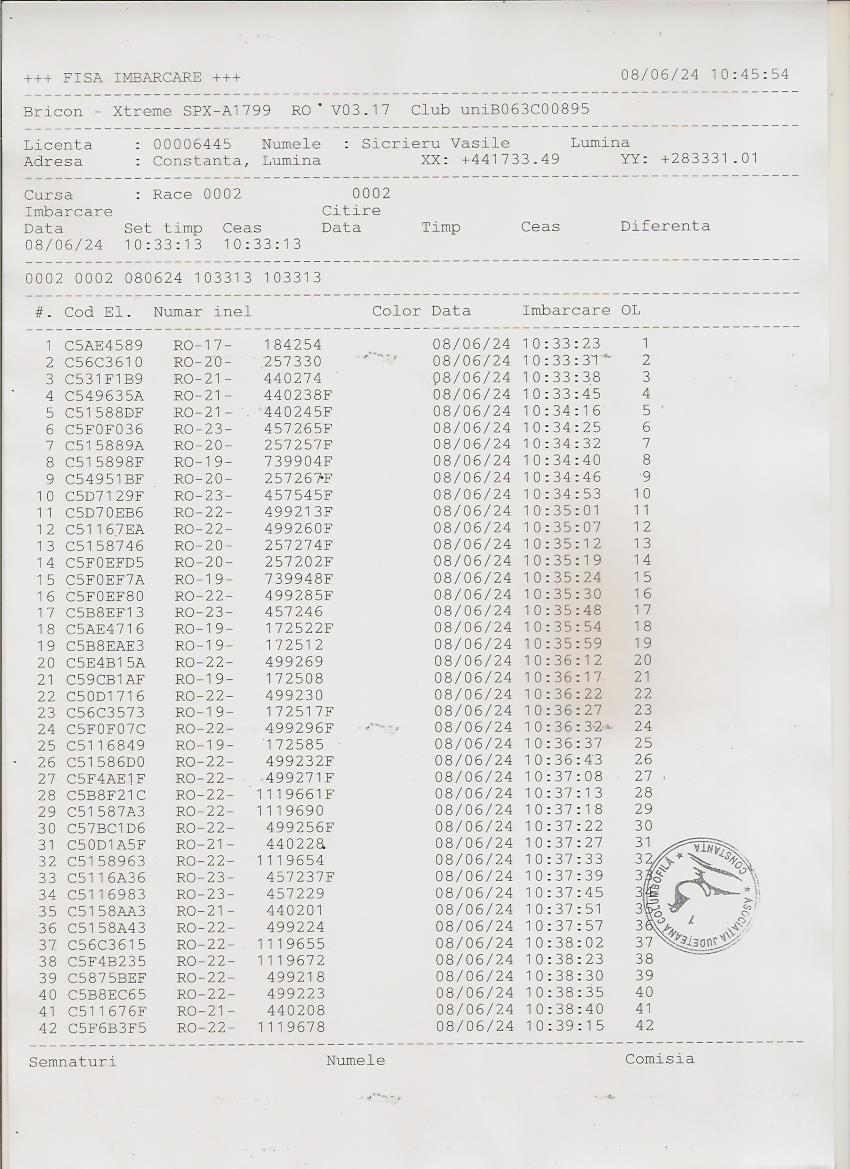 +++ FISA IMBARCARE +++ 08/06/24 10:45:54
Bricon - Xtreme SPX-A1799 RO V03.17 Club uniB063C00895
Licenta : 00006445 Numele : Sicrieru Vasile Lumina
Adresa : Constanta, Lumina XX: +441733.49 YY: +283331.01
Cursa : Race 0002 0002
Imbarcare Citire
Data Set timp Ceas Data Timp Ceas Diferenta
08/06/24 10:33:13 10:33:13
0002 0002 080624 103313 103313
#. Cod El. Numar inel Color Data Imbarcare OL
1 C5AE4589 RO-17- 184254 08/06/24 10:33:23 1
2 C56C3610 RO-20- 257330 08/06/24 10:33:31 2
3 C531F1B9 RO-21- 440274 08/06/24 10:33:38 3
4 C549635A RO-21- 440238F 08/06/24 10:33:45 4
5 C51588DF RO-21- 440245F 08/06/24 10:34:16 5
6 C5F0F036 RO-23- 457265F 08/06/24 10:34:25 6
7 C515889A RO-20- 257257F 08/06/24 10:34:32 7
8 C515898F RO-19- 739904F 08/06/24 10:34:40 8
9 C54951BF RO-20- 257267F 08/06/24 10:34:46 9
10 C5D7129F RO-23- 457545F 08/06/24 10:34:53 10
11 C5D70EB6 RO-22- 499213F 08/06/24 10:35:01 11
12 C51167EA RO-22- 499260F 08/06/24 10:35:07 12
13 C5158746 RO-20- 257274F 08/06/24 10:35:12 13
14 C5F0EFD5 RO-20- 257202F 08/06/24 10:35:19 14
15 C5F0EF7A RO-19- 739948F 08/06/24 10:35:24 15
16 C5F0EF80 RO-22- 499285F 08/06/24 10:35:30 16
17 C5B8EF13 RO-23- 457246 08/06/24 10:35:48 17
18 C5AE4716 RO-19- 172522F 08/06/24 10:35:54 18
19 C5B8EAE3 RO-19- 172512 08/06/24 10:35:59 19
20 C5E4B15A RO-22- 499269 08/06/24 10:36:12 20
21 C59CB1AF RO-19- 172508 08/06/24 10:36:17 21
22 C50D1716 RO-22- 499230 08/06/24 10:36:22 22
23 C56C3573 RO-19- 172517F 08/06/24 10:36:27 23
24 C5F0F07C RO-22- 499296F 08/06/24 10:36:32 24
25 C5116849 RO-19- 172585 08/06/24 10:36:37 25
26 C51586D0 RO-22- 499232F 08/06/24 10:36:43 26
27 C5F4AE1F RO-22- 499271F 08/06/24 10:37:08 27
28 C5B8F21C RO-22- 1119661F 08/06/24 10:37:13 28
29 C51587A3 RO-22- 1119690 08/06/24 10:37:18 29
30 C57BC1D6 RO-22- 499256F 08/06/24 10:37:22 30
31 C50D1A5F RO-21- 440228 08/06/24 10:37:27 31
32 C5158963 RO-22- 1119654 08/06/24 10:37:33 32
33 C5116A36 RO-23- 457237F 08/06/24 10:37:39 33
34 C5116983 RO-23- 457229 08/06/24 10:37:45 34
35 C5158AA3 RO-21- 440201 08/06/24 10:37:51 35
36 C5158A43 RO-22- 499224 08/06/24 10:37:57 36
37 C56C3615 RO-22- 1119655 08/06/24 10:38:02 37
38 C5F4B235 RO-22- 1119672 08/06/24 10:38:23 38
39 C5875BEF RO-22- 499218 08/06/24 10:38:30 39
40 C5B8EC65 RO-22- 499223 08/06/24 10:38:35 40
41 C511676F RO-21- 440208 08/06/24 10:38:40 41
42 C5F6B3F5 RO-22- 1119678 08/06/24 10:39:15 42
ASOCIAȚIA JUDEȚEANA COLUMBOFILĂ ★ CONSTANȚA ★
1
Semnaturi Numele Comisia